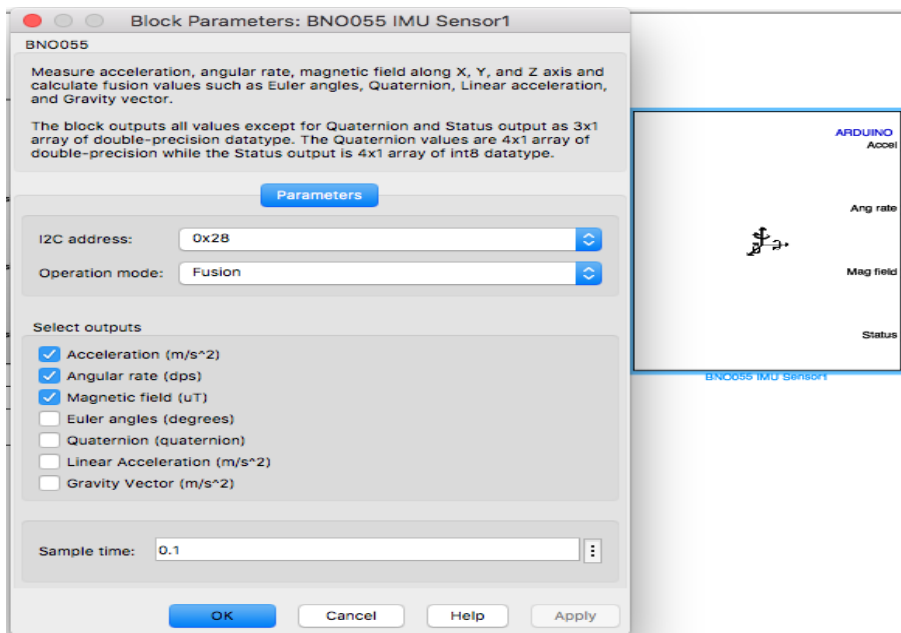 Block Parameters: BNO055 IMU Sensor1
BNO055
Measure acceleration, angular rate, magnetic field along X, Y, and Z axis and
calculate fusion values such as Euler angles, Quaternion, Linear acceleration,
and Gravity vector.
The block outputs all values except for Quaternion and Status output as 3x1
array of double-precision datatype. The Quaternion values are 4x1 array of
double-precision while the Status output is 4x1 array of int8 datatype.
Parameters
I2C address: 0x28
Operation mode: Fusion
Select outputs
Acceleration (m/s^2)
Angular rate (dps)
Magnetic field (uT)
Euler angles (degrees)
Quaternion (quaternion)
Linear Acceleration (m/s^2)
Gravity Vector (m/s^2)
Sample time: 0.1
OK Cancel Help Apply
ARDUINO
Accel
Ang rate
Mag field
Status
BNO055 IMU Sensor1